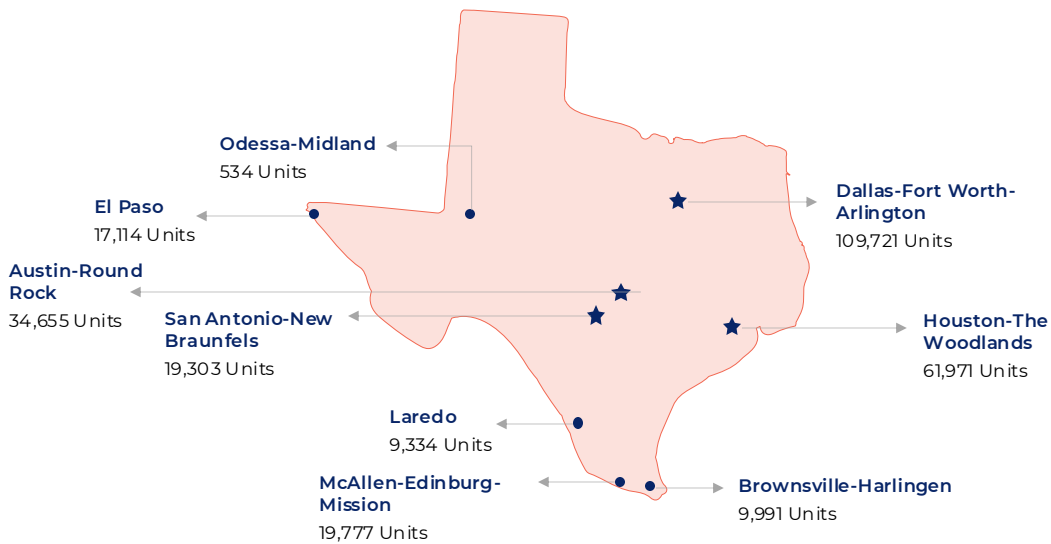 Odessa-Midland
534 Units
El Paso
17,114 Units
Dallas-Fort Worth-
Arlington
109,721 Units
Austin-Round
Rock
34,655 Units
San Antonio-New
Braunfels
19,303 Units
Houston-The
Woodlands
61,971 Units
Laredo
9,334 Units
McAllen-Edinburg-
Mission
19,777 Units
Brownsville-Harlingen
9,991 Units